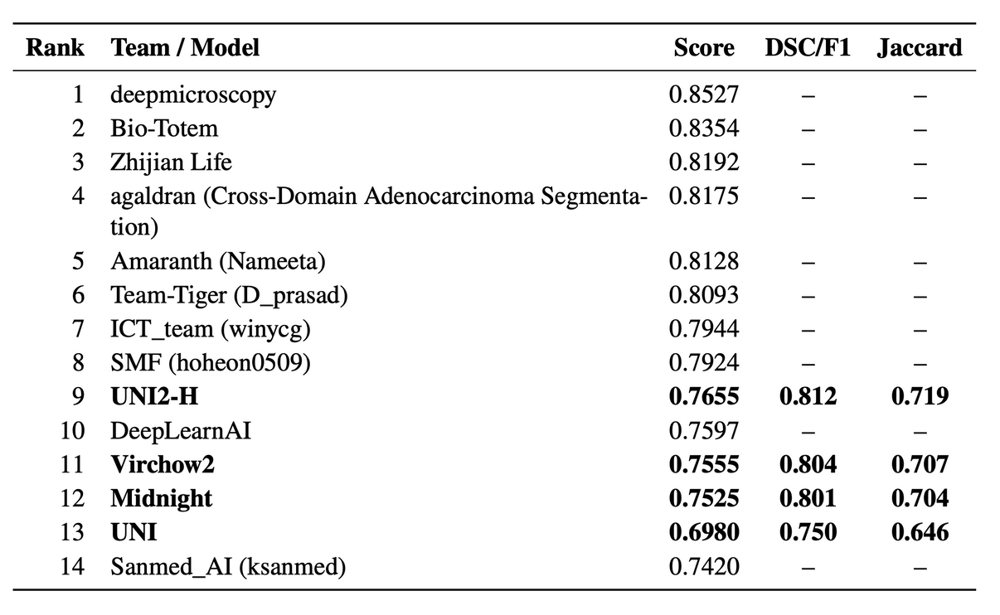 Rank Team / Model Score DSC/F1 Jaccard
1 deepmicroscopy 0.8527 – –
2 Bio-Totem 0.8354 – –
3 Zhijian Life 0.8192 – –
4 agaldran (Cross-Domain Adenocarcinoma Segmenta- 0.8175 – –
tion)
5 Amaranth (Nameeta) 0.8128 – –
6 Team-Tiger (D_prasad) 0.8093 – –
7 ICT_team (winycg) 0.7944 – –
8 SMF (hoheon0509) 0.7924 – –
9 UNI2-H 0.7655 0.812 0.719
10 DeepLearnAI 0.7597 – –
11 Virchow2 0.7555 0.804 0.707
12 Midnight 0.7525 0.801 0.704
13 UNI 0.6980 0.750 0.646
14 Sanmed_AI (ksanmed) 0.7420 – –